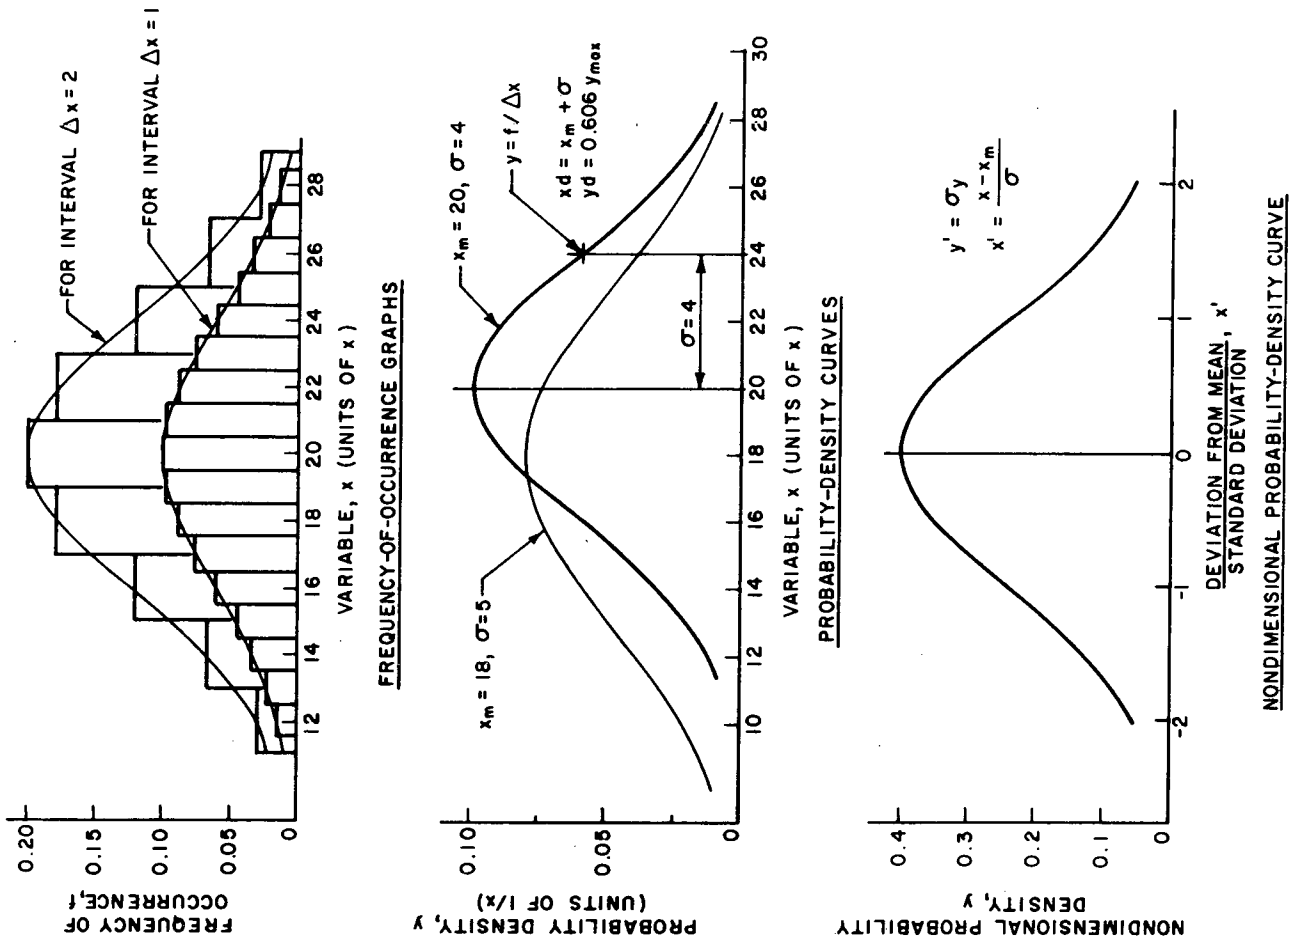 FREQUENCY OF
OCCURRENCE, f
0.20
0.15
0.10
0.05
0
FOR INTERVAL Δx = 2
FOR INTERVAL Δx = 1
12
14
16
18
20
22
24
26
28
VARIABLE, x (UNITS OF x)
FREQUENCY-OF-OCCURRENCE GRAPHS
PROBABILITY DENSITY, y
(UNITS OF 1/x)
0.10
0.05
0
xm = 18, σ=5
xm = 20, σ=4
y = f / Δx
xd = xm + σ
yd = 0.606 ymax
σ=4
10
12
14
16
18
20
22
24
26
28
30
VARIABLE, x (UNITS OF x)
PROBABILITY-DENSITY CURVES
NONDIMENSIONAL PROBABILITY
DENSITY, y
0.4
0.3
0.2
0.1
0
y' = σy
x' = x - xm
σ
-2
-1
0
1
2
DEVIATION FROM MEAN, x'
STANDARD DEVIATION
NONDIMENSIONAL PROBABILITY-DENSITY CURVE